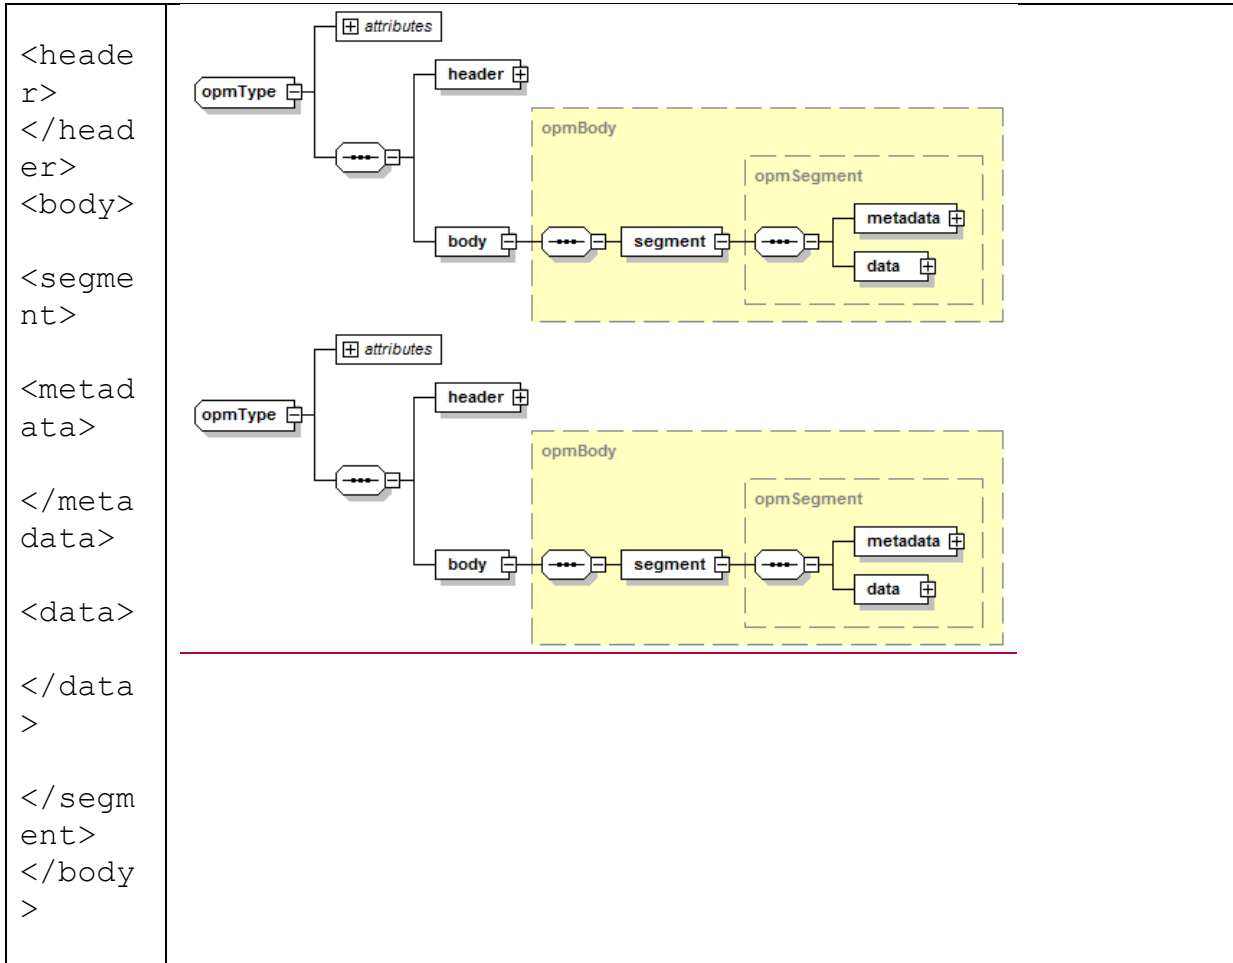 <heade
r>
</head
er>
<body>
<segme
nt>
<metad
ata>
</meta
data>
<data>
</data
>
</segm
ent>
</body
>
attributes
header
opmType
opmBody
opmSegment
metadata
body
segment
data
attributes
header
opmType
opmBody
opmSegment
metadata
body
segment
data